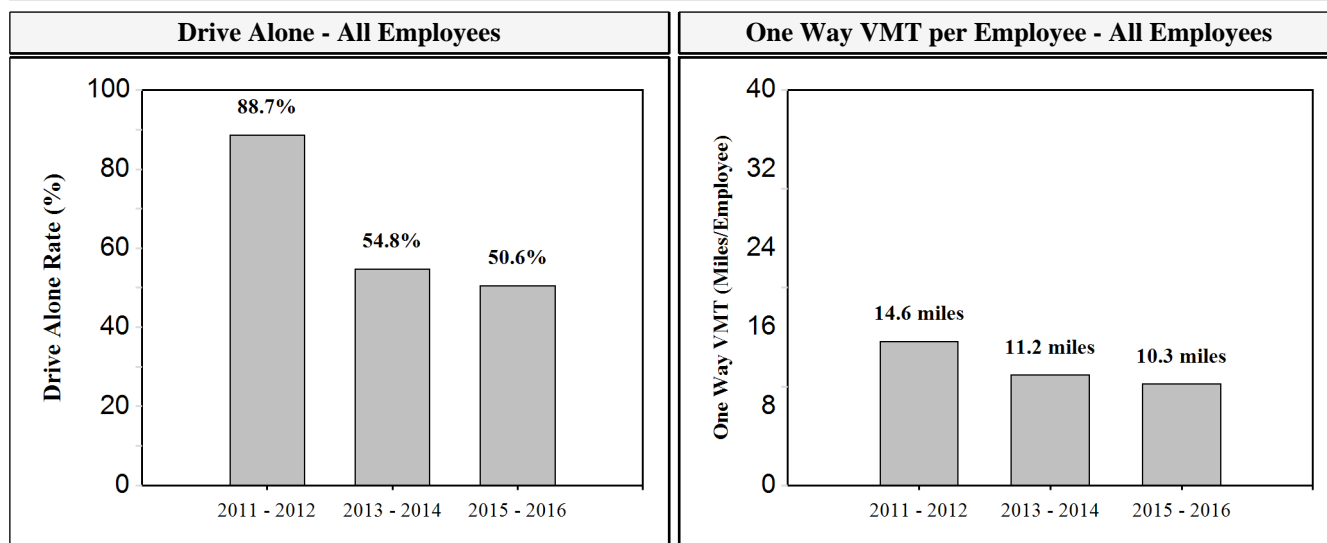 Drive Alone - All Employees
One Way VMT per Employee - All Employees
Drive Alone Rate (%)
100
80
60
40
20
0
88.7%
54.8%
50.6%
2011 - 2012
2013 - 2014
2015 - 2016
One Way VMT (Miles/Employee)
40
32
24
16
8
0
14.6 miles
11.2 miles
10.3 miles
2011 - 2012
2013 - 2014
2015 - 2016